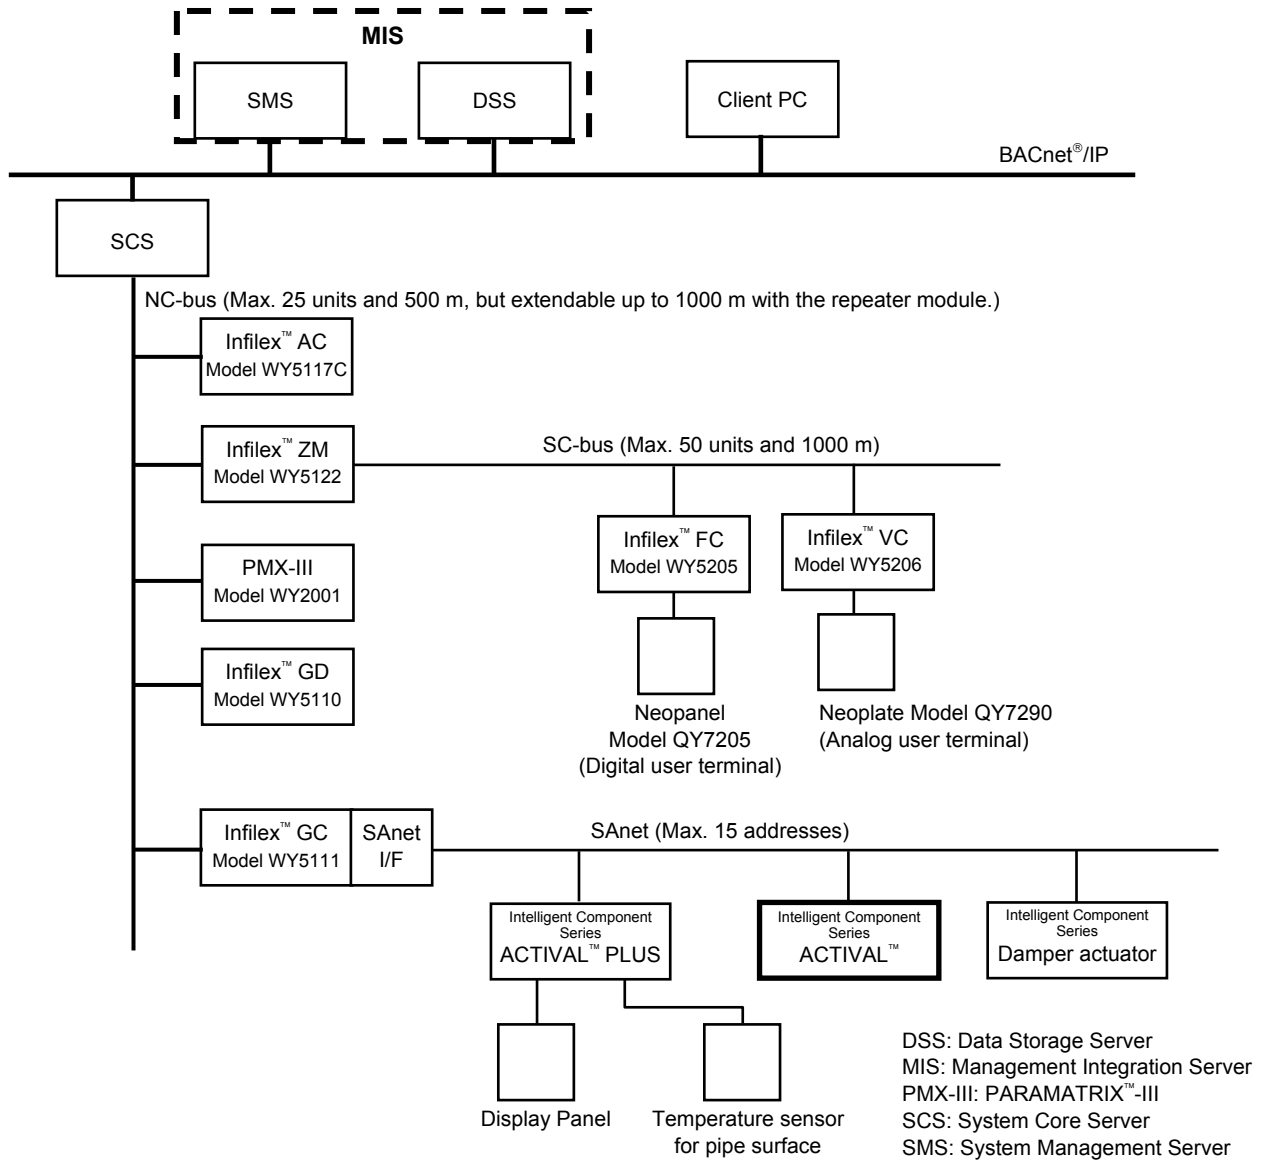 MIS
SMS
DSS
Client PC
BACnet®/IP
SCS
NC-bus (Max. 25 units and 500 m, but extendable up to 1000 m with the repeater module.)
Infilex™ AC
Model WY5117C
Infilex™ ZM
Model WY5122
SC-bus (Max. 50 units and 1000 m)
Infilex™ FC
Model WY5205
Infilex™ VC
Model WY5206
PMX-III
Model WY2001
Infilex™ GD
Model WY5110
Neopanel
Model QY7205
(Digital user terminal)
Neoplate Model QY7290
(Analog user terminal)
Infilex™ GC
Model WY5111
SAnet
I/F
SAnet (Max. 15 addresses)
Intelligent Component
Series
ACTIVAL™ PLUS
Intelligent Component
Series
ACTIVAL™
Intelligent Component
Series
Damper actuator
Display Panel
Temperature sensor
for pipe surface
DSS: Data Storage Server
MIS: Management Integration Server
PMX-III: PARAMATRIX™-III
SCS: System Core Server
SMS: System Management Server